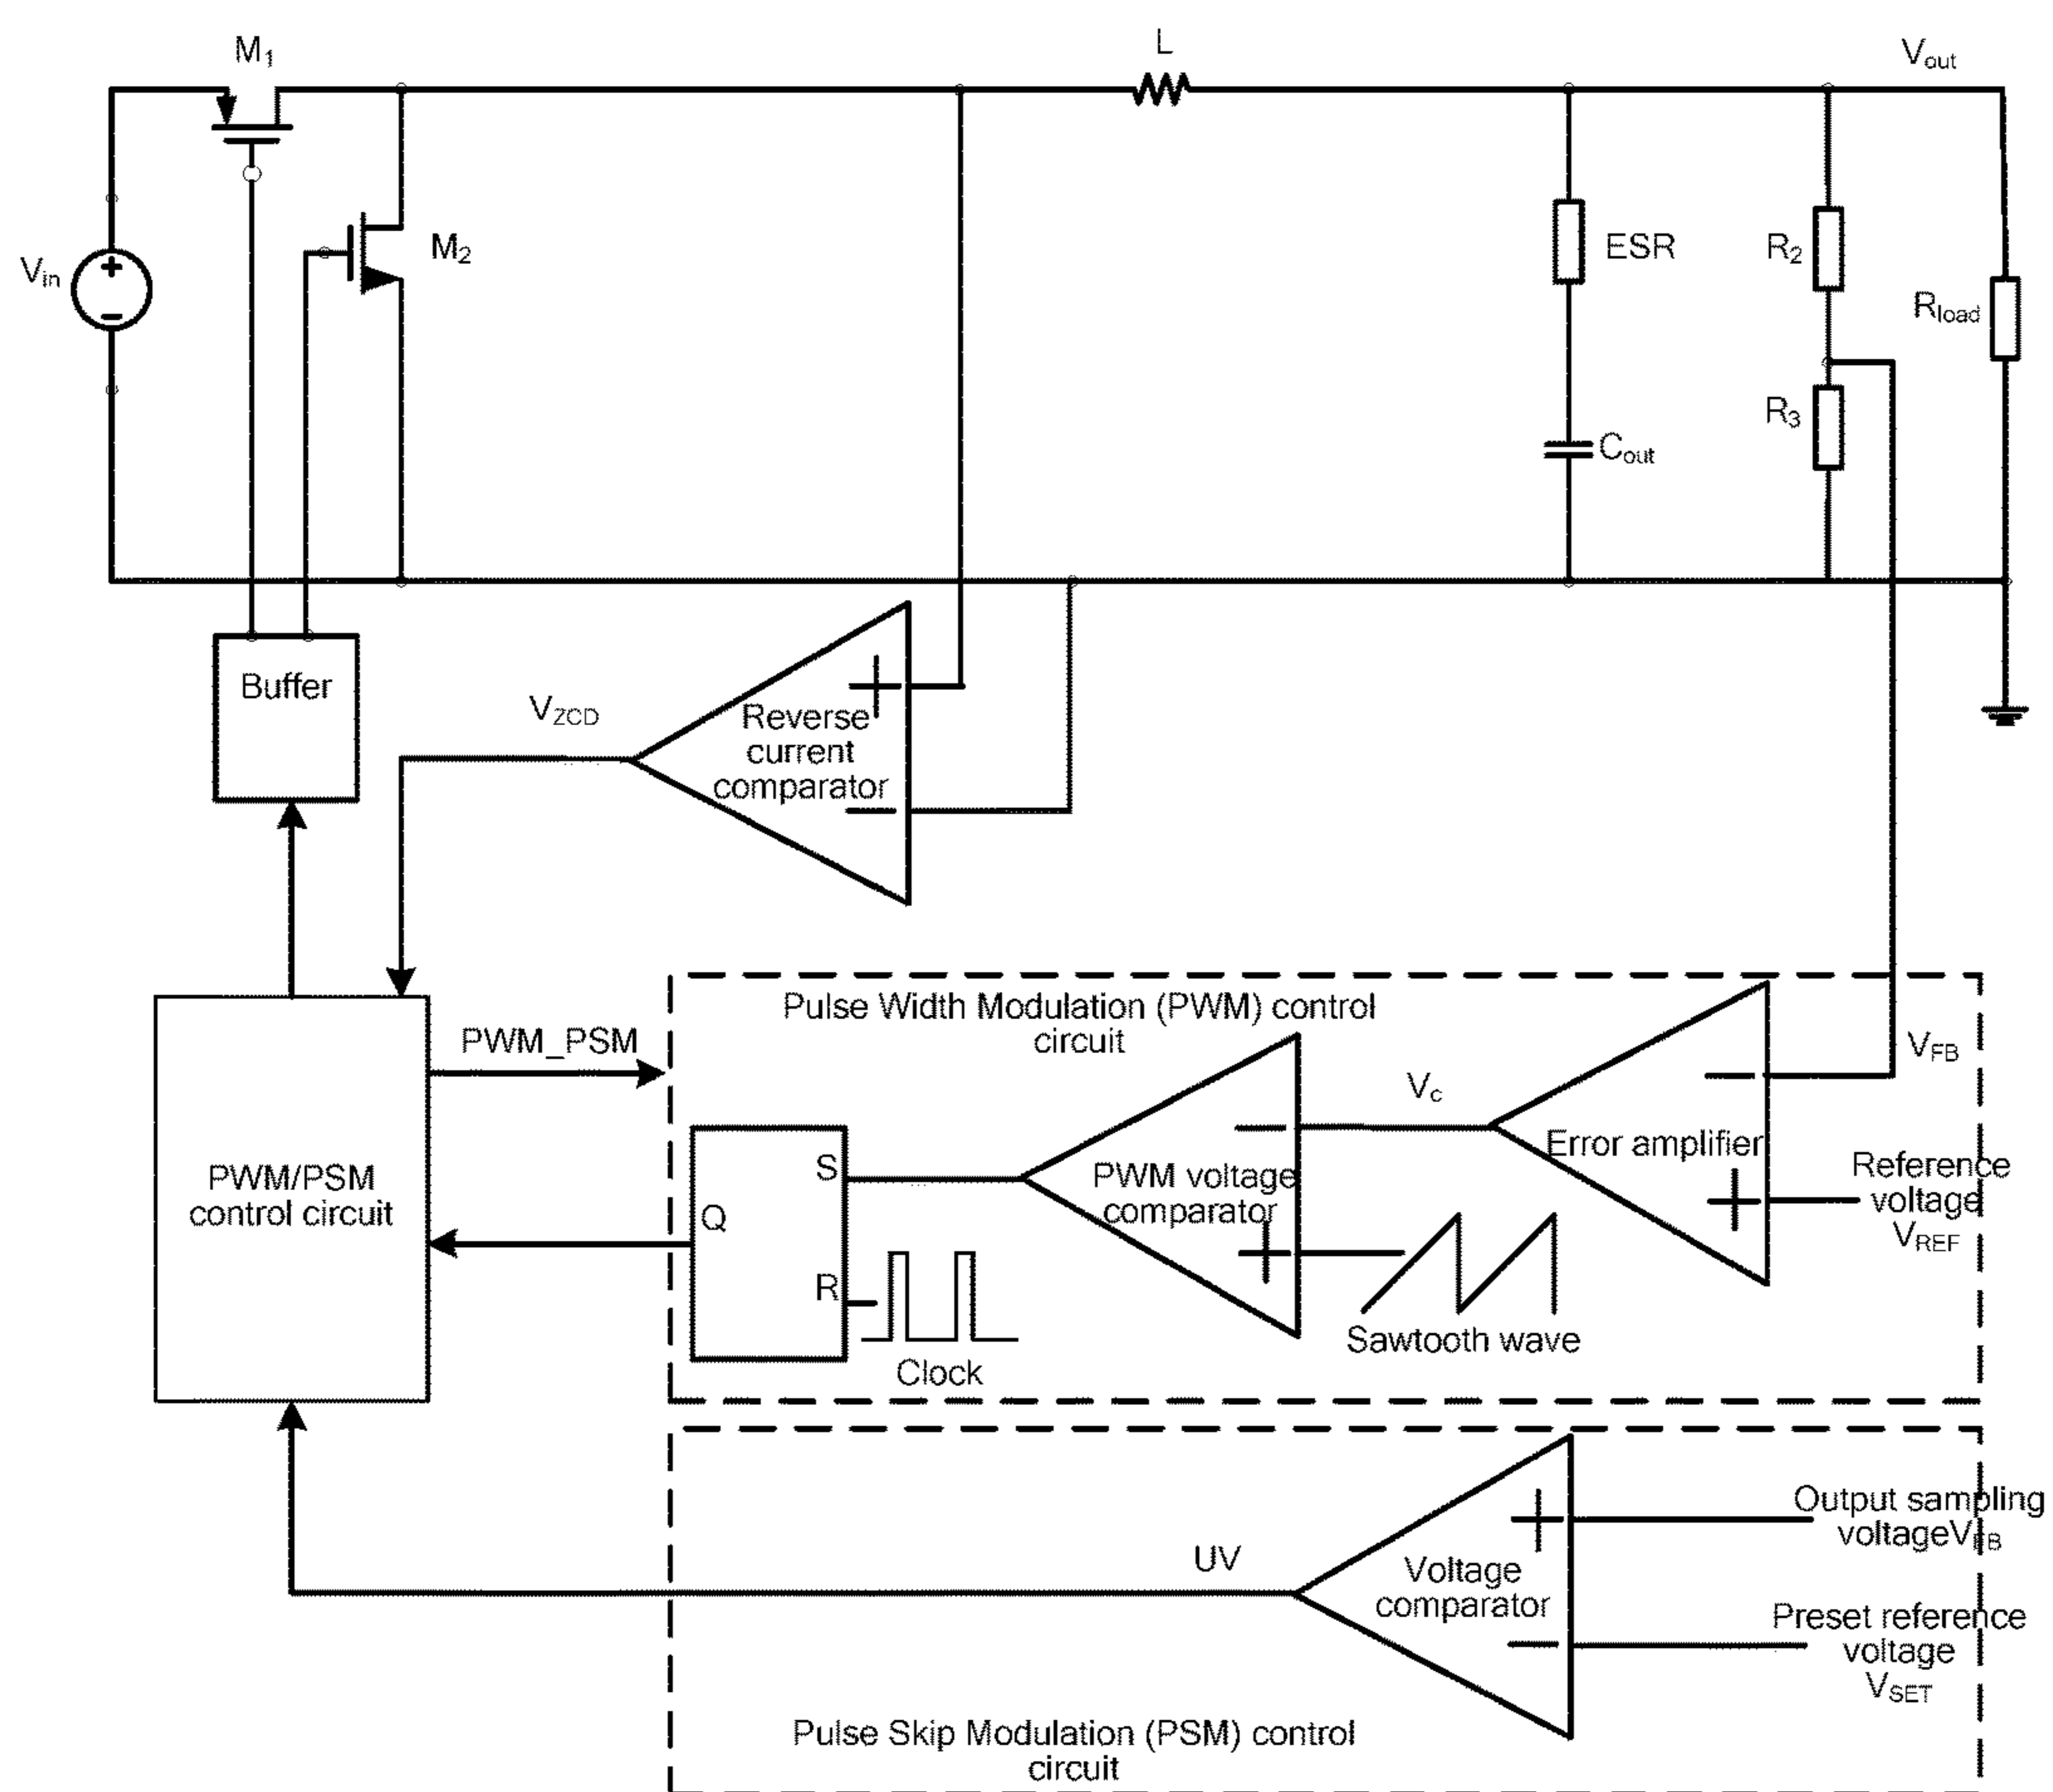 M1
L
Vout
Vin
M2
ESR
R2
Rload
R3
Cout
Buffer
VZCD
Reverse
current
comparator
Pulse Width Modulation (PWM) control
circuit
PWM_PSM
VFB
Vc
Error amplifier
PWM/PSM
control circuit
S
Q
R
PWM voltage
comparator
Reference
voltage
VREF
Sawtooth wave
Clock
Output sampling
voltageVFB
UV
Voltage
comparator
Preset reference
voltage
VSET
Pulse Skip Modulation (PSM) control
circuit